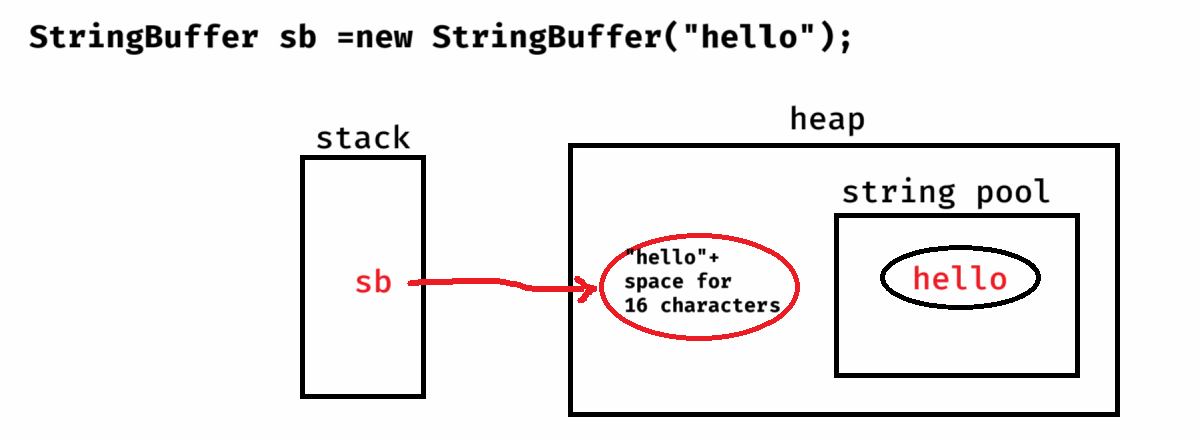 StringBuffer sb =new StringBuffer("hello");
heap
stack
string pool
"hello"+
space for
16 characters
sb
hello